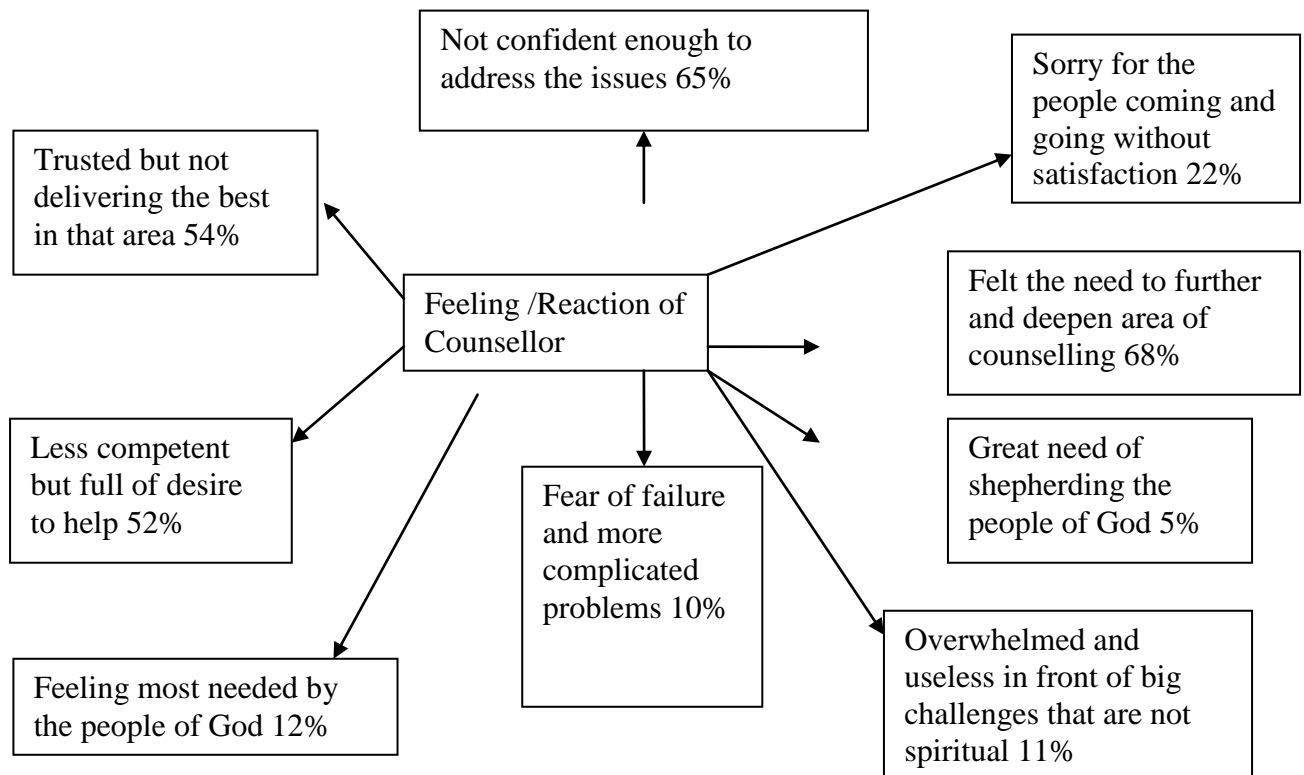 Not confident enough to
address the issues 65%
Sorry for the
people coming and
going without
satisfaction 22%
Trusted but not
delivering the best
in that area 54%
Feeling /Reaction of
Counsellor
Felt the need to further
and deepen area of
counselling 68%
Less competent
but full of desire
to help 52%
Fear of failure
and more
complicated
problems 10%
Great need of
shepherding the
people of God 5%
Feeling most needed by
the people of God 12%
Overwhelmed and
useless in front of big
challenges that are not
spiritual 11%